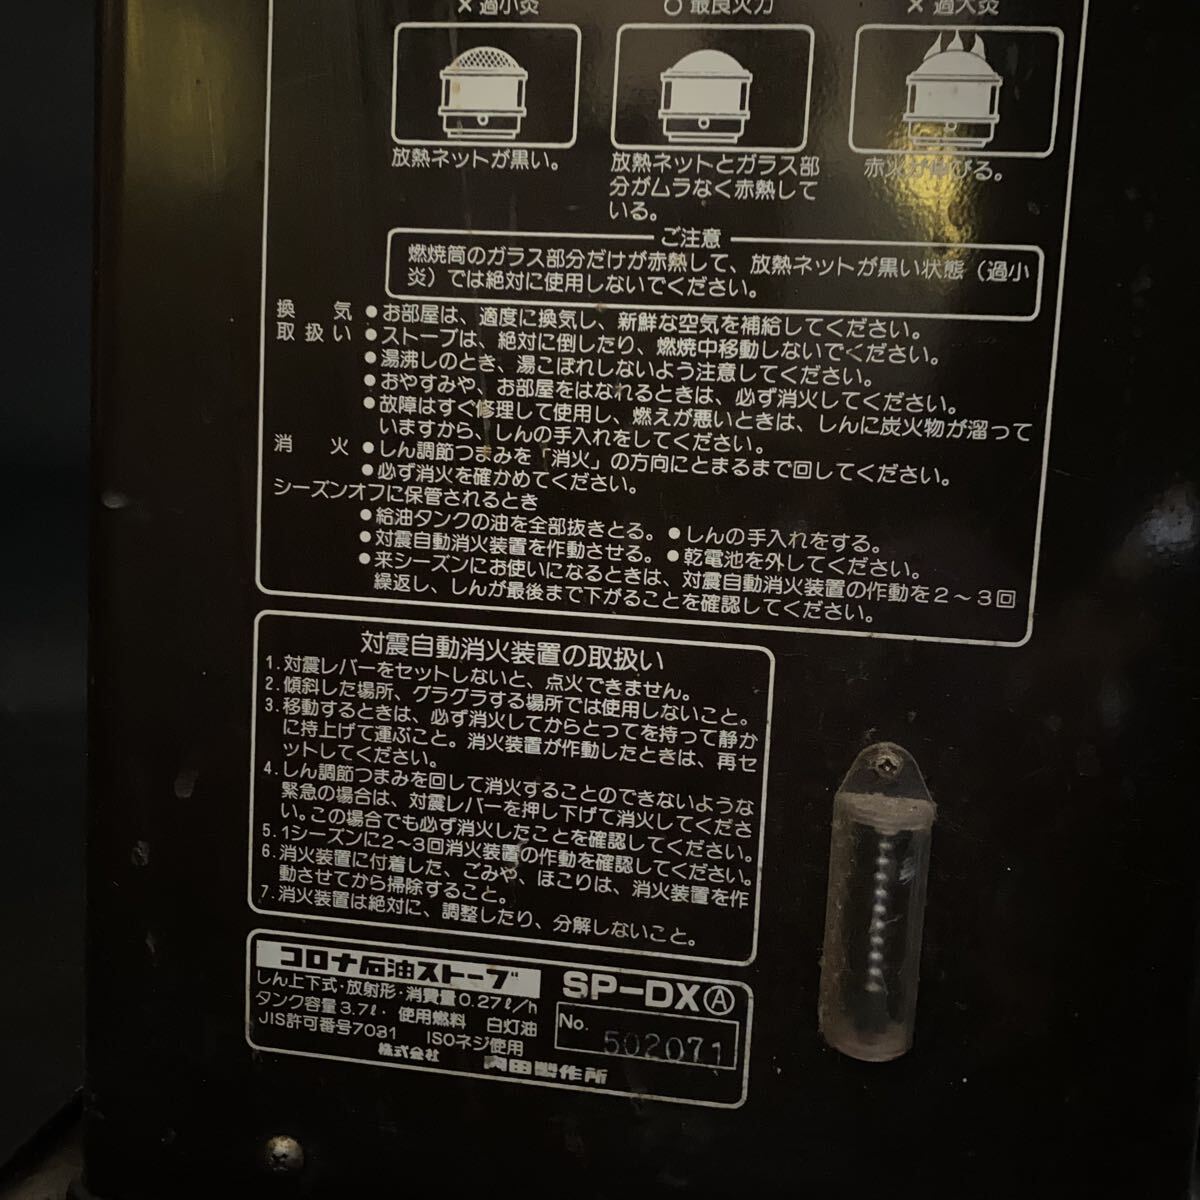 ×過小炎
○最良火力
×過大炎
放熱ネットが黒い。
放熱ネットとガラス部
分がムラなく赤熱して
いる。
赤火が伸びる。
ご注意
燃焼筒のガラス部分だけが赤熱して、放熱ネットが黒い状態（過小
炎）では絶対に使用しないでください。
換気 ●お部屋は、適度に換気し、新鮮な空気を補給してください。
取扱い ●ストーブは、絶対に倒したり、燃焼中移動しないでください。
●湯沸しのとき、湯こぼれしないよう注意してください。
●おやすみや、お部屋をはなれるときは、必ず消火してください。
●故障はすぐ修理して使用し、燃えが悪いときは、しんに炭火物が溜って
いますから、しんの手入れをしてください。
消火 ●しん調節つまみを「消火」の方向にとまるまで回してください。
●必ず消火を確かめてください。
シーズンオフに保管されるとき
●給油タンクの油を全部抜きとる。 ●しんの手入れをする。
●対震自動消火装置を作動させる。 ●乾電池を外してください。
●来シーズンにお使いになるときは、対震自動消火装置の作動を2～3回
繰返し、しんが最後まで下がることを確認してください。
対震自動消火装置の取扱い
1.対震レバーをセットしないと、点火できません。
2.傾斜した場所、グラグラする場所では使用しないこと。
3.移動するときは、必ず消火してからとってを持って静か
に持上げて運ぶこと。消火装置が作動したときは、再セ
ットしてください。
4.しん調節つまみを回して消火することのできないような
緊急の場合は、対震レバーを押し下げて消火してくださ
い。この場合でも必ず消火したことを確認してください。
5.1シーズンに2～3回消火装置の作動を確認してください。
6.消火装置に付着した、ごみや、ほこりは、消火装置を作
動させてから掃除すること。
7.消火装置は絶対に、調整したり、分解しないこと。
コロナ石油ストーブ SP-DXⒶ
しん上下式・放射形・消費量0.27ℓ/h
タンク容量3.7ℓ・使用燃料 白灯油
JIS許可番号7031 ISOネジ使用
No. 502071
株式会社 内田製作所